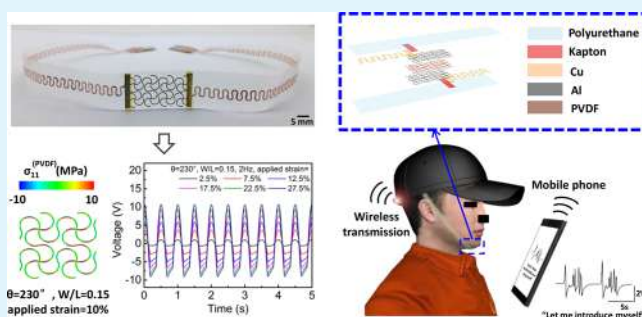 5 mm
Polyurethane
Kapton
Cu
Al
PVDF
σ11(PVDF)(MPa)
-10 10
θ=230°, W/L=0.15
applied strain=10%
θ=230°, W/L=0.15, 2Hz, applied strain=
2.5% 7.5% 12.5%
17.5% 22.5% 27.5%
Voltage (V)
20
15
10
5
0
-5
-10
0 1 2 3 4 5
Time (s)
Wireless
transmission
Mobile phone
5s
"Let me introduce myself